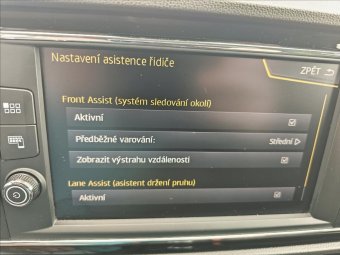 Nastavení asistence řidiče
ZPĚT
Front Assist (systém sledování okolí)
Aktivní
Předběžné varování:
Střední
Zobrazit výstrahu vzdálenosti
Lane Assist (asistent držení pruhu)
Aktivní